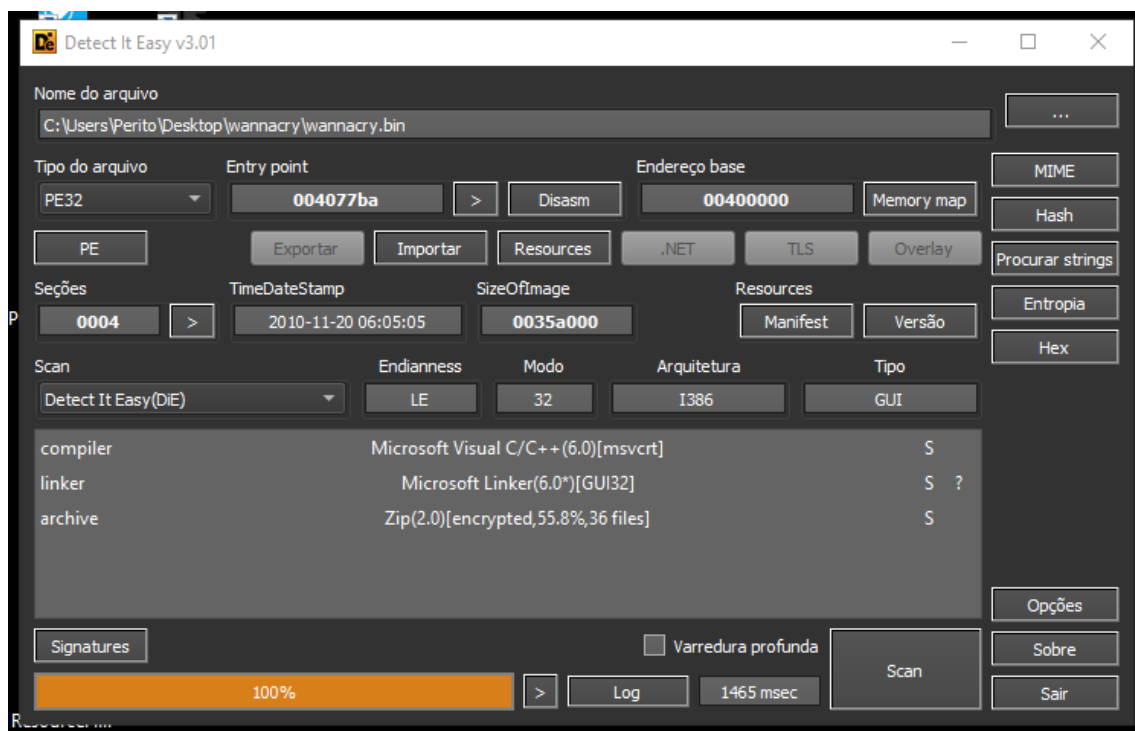 Detect It Easy v3.01
Nome do arquivo
C:\Users\Perito\Desktop\wannacry\wannacry.bin
...
Tipo do arquivo Entry point Endereço base MIME
PE32 004077ba > Disasm 00400000 Memory map
Hash
PE Exportar Importar Resources .NET TLS Overlay
Procurar strings
Seções TimeDateStamp SizeOfImage Resources
Entropia
0004 > 2010-11-20 06:05:05 0035a000 Manifest Versão
Hex
Scan Endianness Modo Arquitetura Tipo
Detect It Easy(DiE) LE 32 I386 GUI
compiler Microsoft Visual C/C++(6.0)[msvcrt] S
linker Microsoft Linker(6.0*)[GUI32] S ?
archive Zip(2.0)[encrypted,55.8%,36 files] S
Opções
Signatures Varredura profunda Scan Sobre
100% > Log 1465 msec Sair